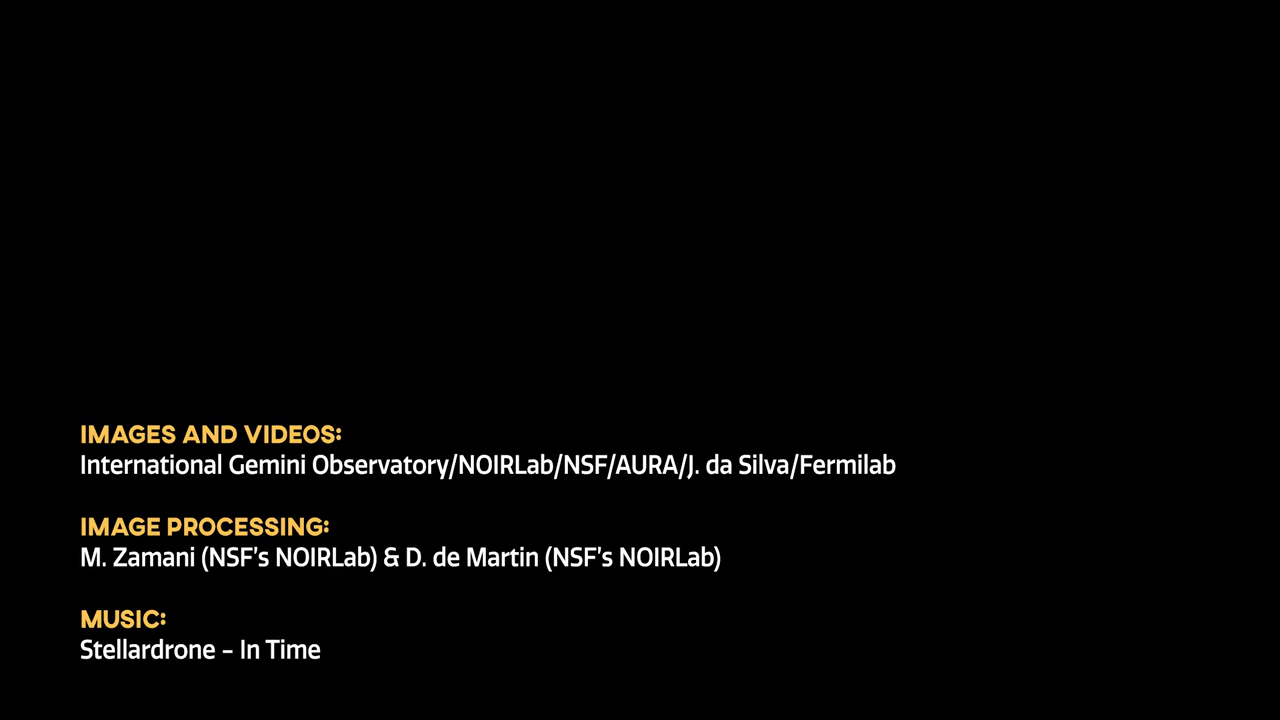 IMAGES AND VIDEOS:
International Gemini Observatory/NOIRLab/NSF/AURA/J. da Silva/Fermilab
IMAGE PROCESSING:
M. Zamani (NSF's NOIRLab) & D. de Martin (NSF's NOIRLab)
MUSIC:
Stellardrone – In Time